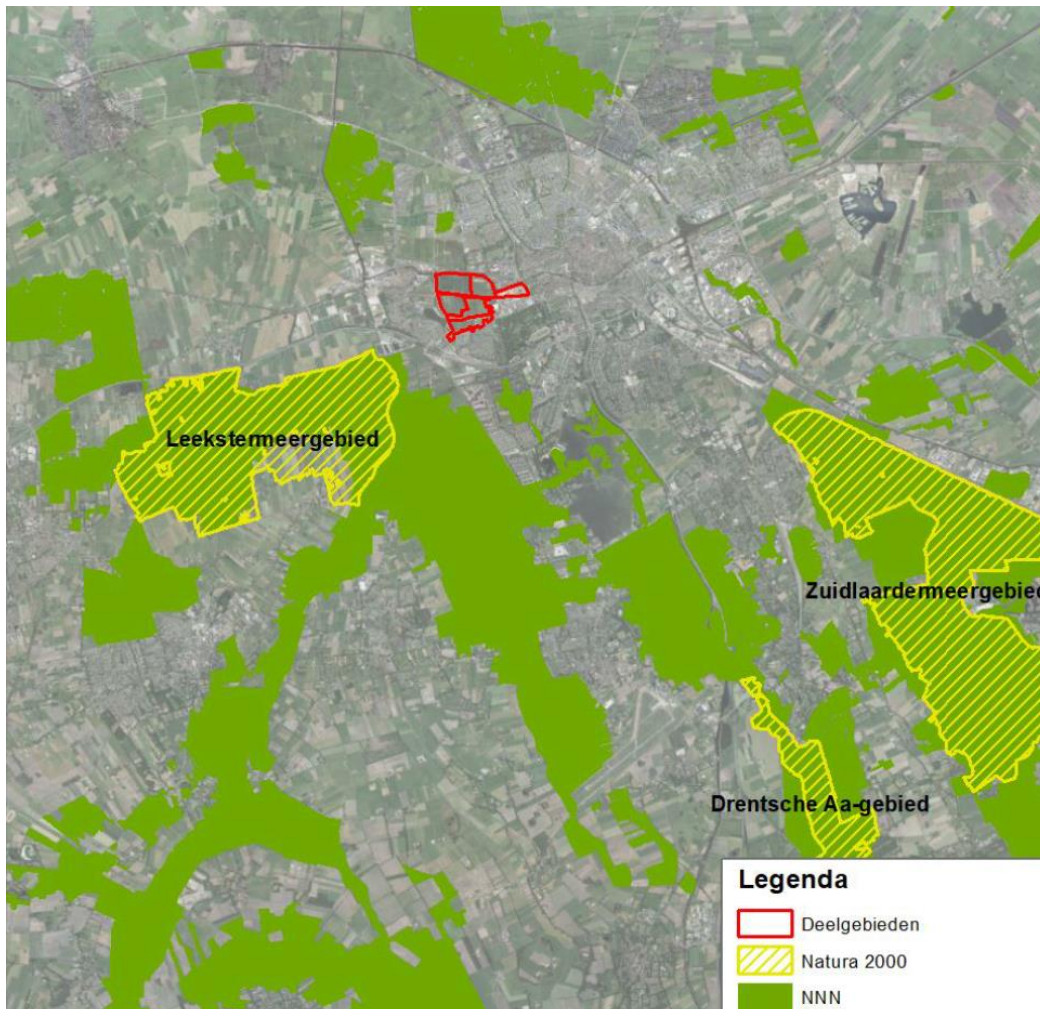 Leekstermeergebied
Zuidlaardermeergebied
Drentsche Aa-gebied
Legenda
Deelgebieden
Natura 2000
NNN